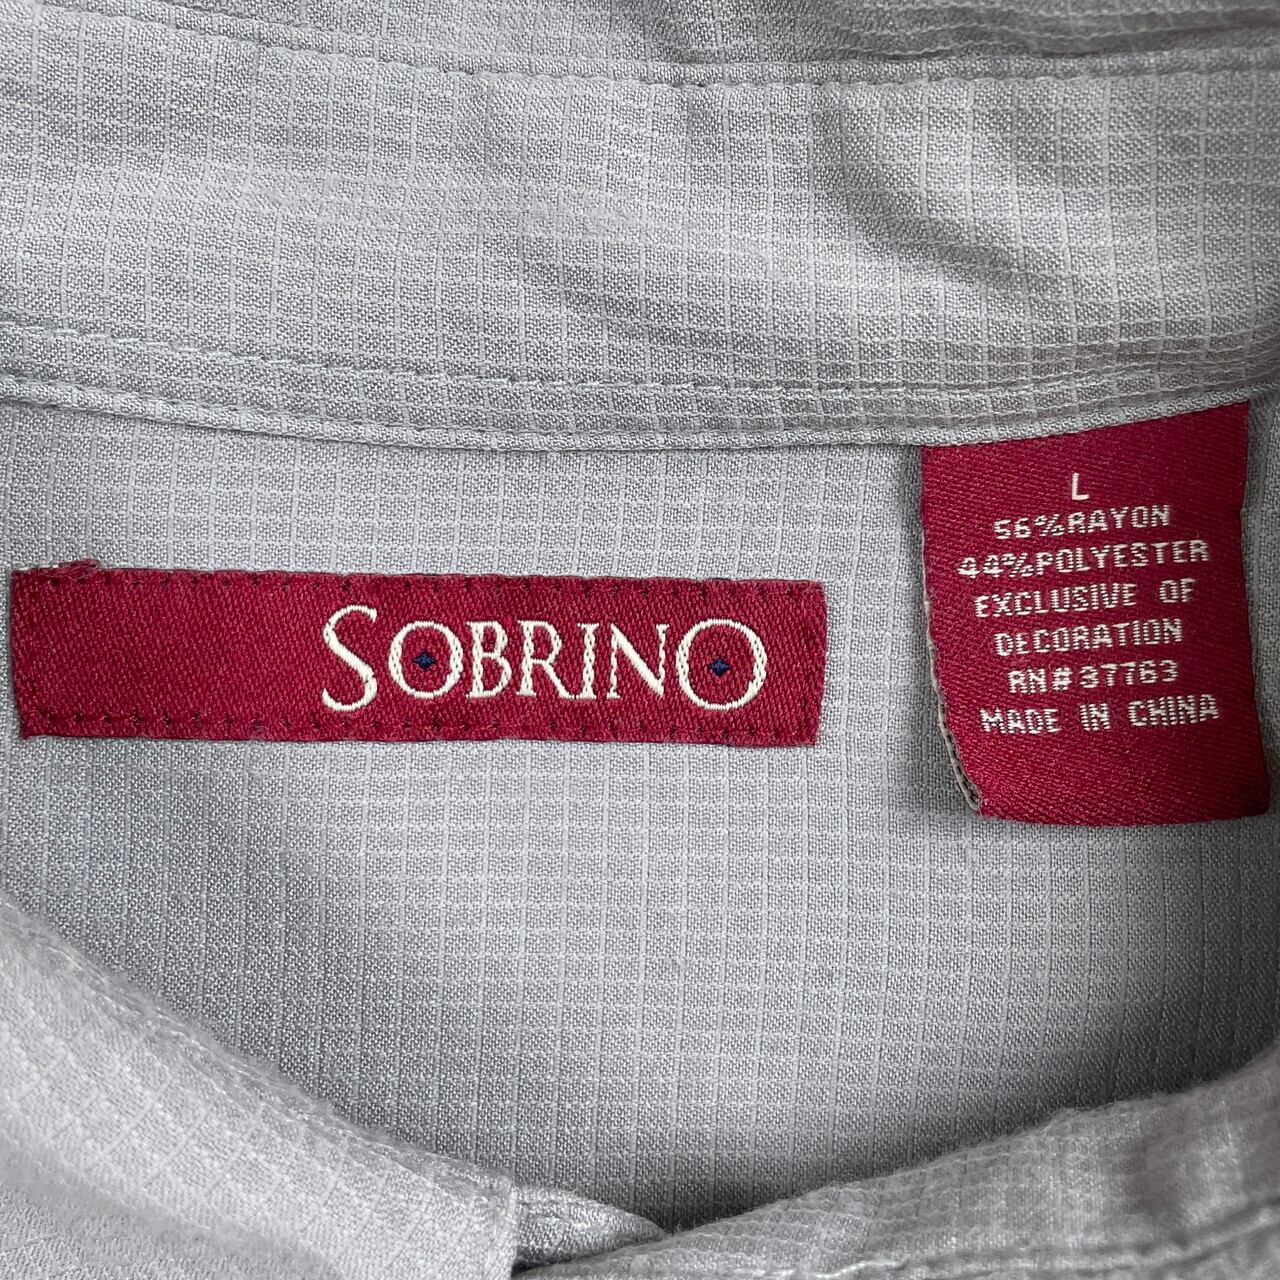 SOBRINO
L
56%RAYON
44%POLYESTER
EXCLUSIVE OF
DECORATION
RN#37763
MADE IN CHINA